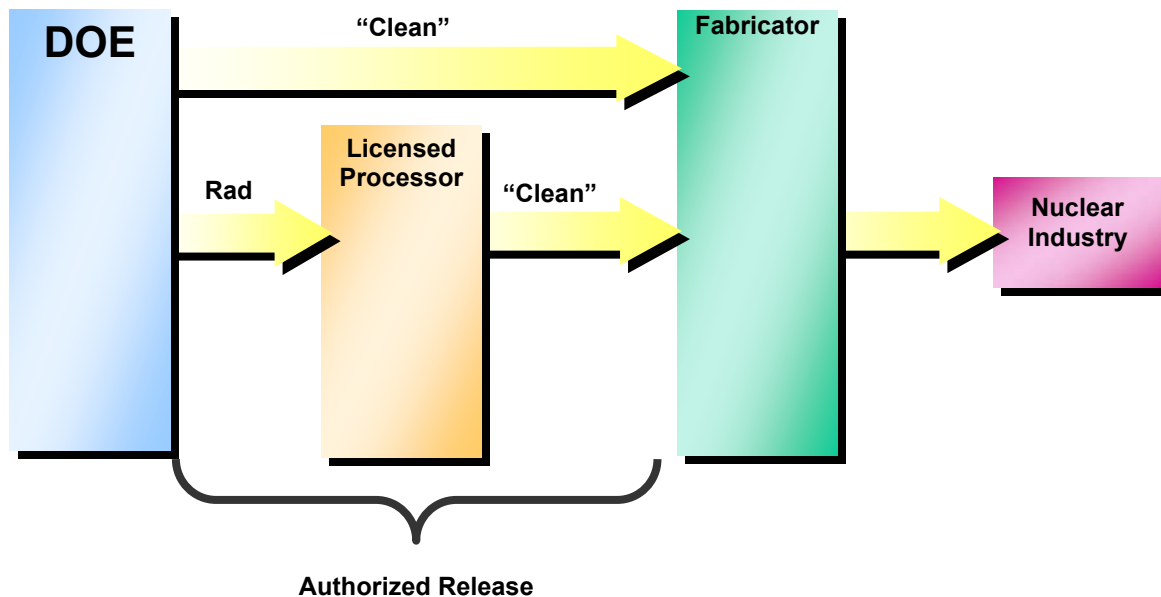 DOE
“Clean”
Fabricator
Licensed
Processor
Rad
“Clean”
Nuclear
Industry
Authorized Release